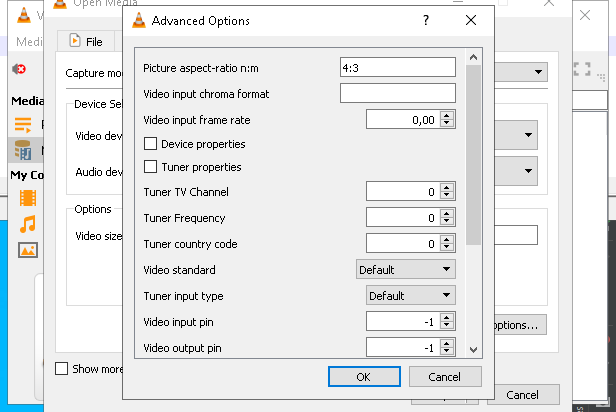 Open Media
Advanced Options
?
Medi
File
Picture aspect-ratio n:m
4:3
Capture mo
Video input chroma format
Media
Device Sel
Video input frame rate
0,00
Video dev
Device properties
Tuner properties
Audio dev
My Co
Tuner TV Channel
0
Options
Tuner Frequency
0
Video size
Tuner country code
0
Video standard
Default
Tuner input type
Default
Video input pin
-1
options...
Video output pin
-1
Show more
OK
Cancel
Cancel